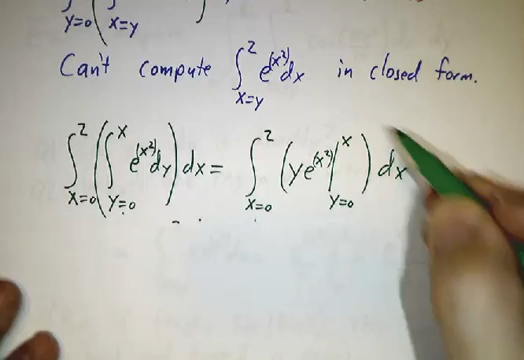 ∫ y=0 ( ∫ x=y
Can't compute ∫_{x=y}^{2} e^{(x²)} dx in closed form.
∫_{x=0}^{2} ( ∫_{y=0}^{x} e^{(x²)} dy ) dx = ∫_{x=0}^{2} ( y e^{(x²)} |_{y=0}^{x} ) dx